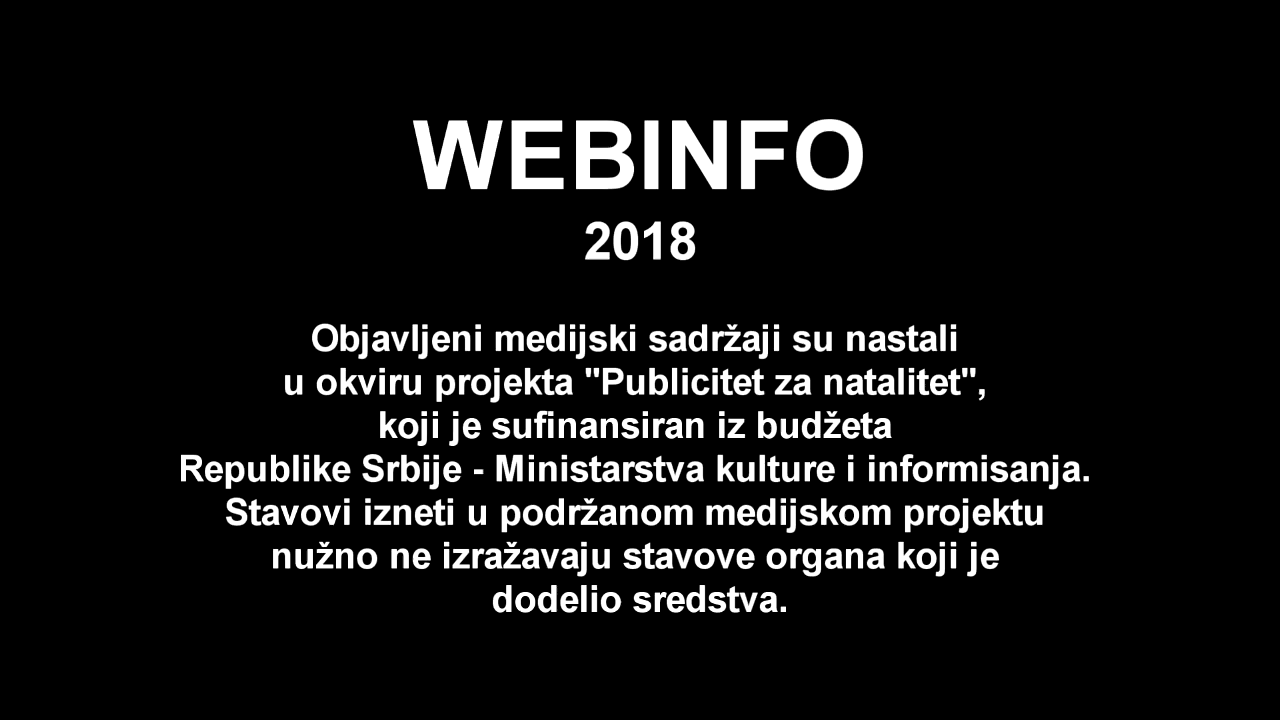 WEBINFO
2018
Objavljeni medijski sadržaji su nastali
u okviru projekta "Publicitet za natalitet",
koji je sufinansiran iz budžeta
Republike Srbije - Ministarstva kulture i informisanja.
Stavovi izneti u podržanom medijskom projektu
nužno ne izražavaju stavove organa koji je
dodelio sredstva.